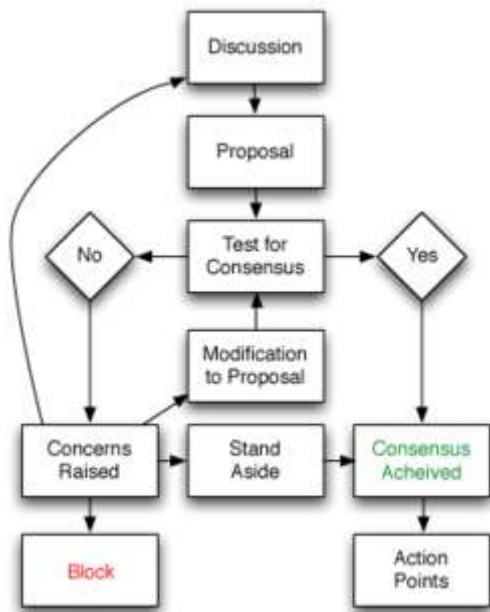 Discussion
Proposal
No
Test for
Consensus
Yes
Modification
to Proposal
Concerns
Raised
Stand
Aside
Consensus
Acheived
Block
Action
Points